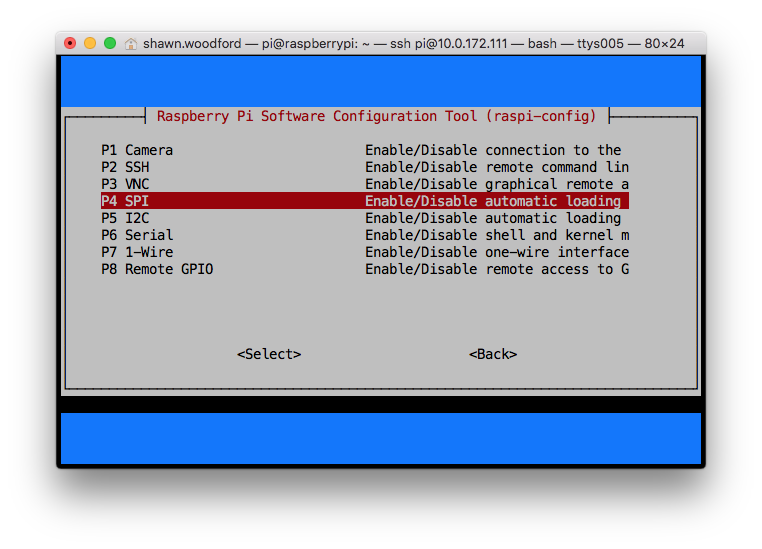 shawn.woodford — pi@raspberrypi: ~ — ssh pi@10.0.172.111 — bash — ttys005 — 80×24
Raspberry Pi Software Configuration Tool (raspi-config)
P1 Camera Enable/Disable connection to the
P2 SSH Enable/Disable remote command lin
P3 VNC Enable/Disable graphical remote a
P4 SPI Enable/Disable automatic loading
P5 I2C Enable/Disable automatic loading
P6 Serial Enable/Disable shell and kernel m
P7 1-Wire Enable/Disable one-wire interface
P8 Remote GPIO Enable/Disable remote access to G
<Select> <Back>